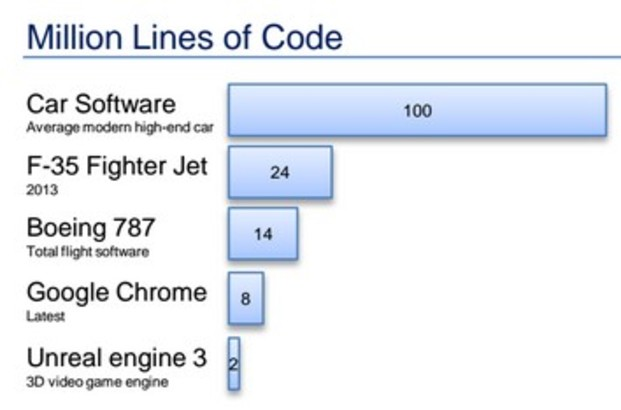 Million Lines of Code
Car Software
Average modern high-end car
100
F-35 Fighter Jet
2013
24
Boeing 787
Total flight software
14
Google Chrome
Latest
8
Unreal engine 3
3D video game engine
2